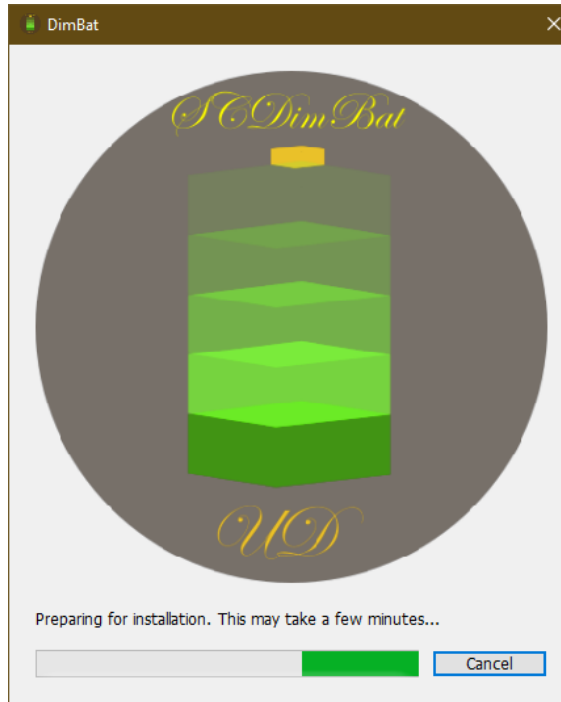 DimBat
SCDimBat
UD
Preparing for installation. This may take a few minutes...
Cancel